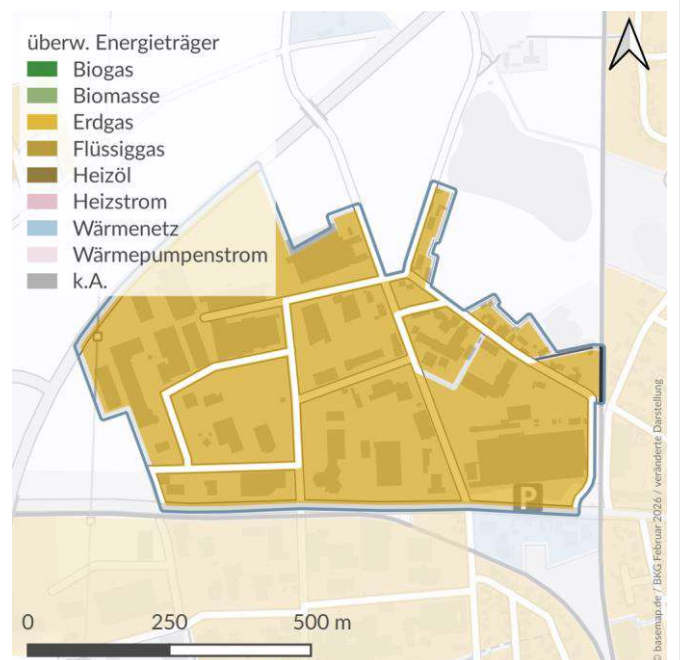 überw. Energieträger
Biogas
Biomasse
Erdgas
Flüssiggas
Heizöl
Heizstrom
Wärmenetz
Wärmepumpenstrom
k.A.
P
0 250 500 m
© basemap.de / BKG Februar 2026 / veränderte Darstellung